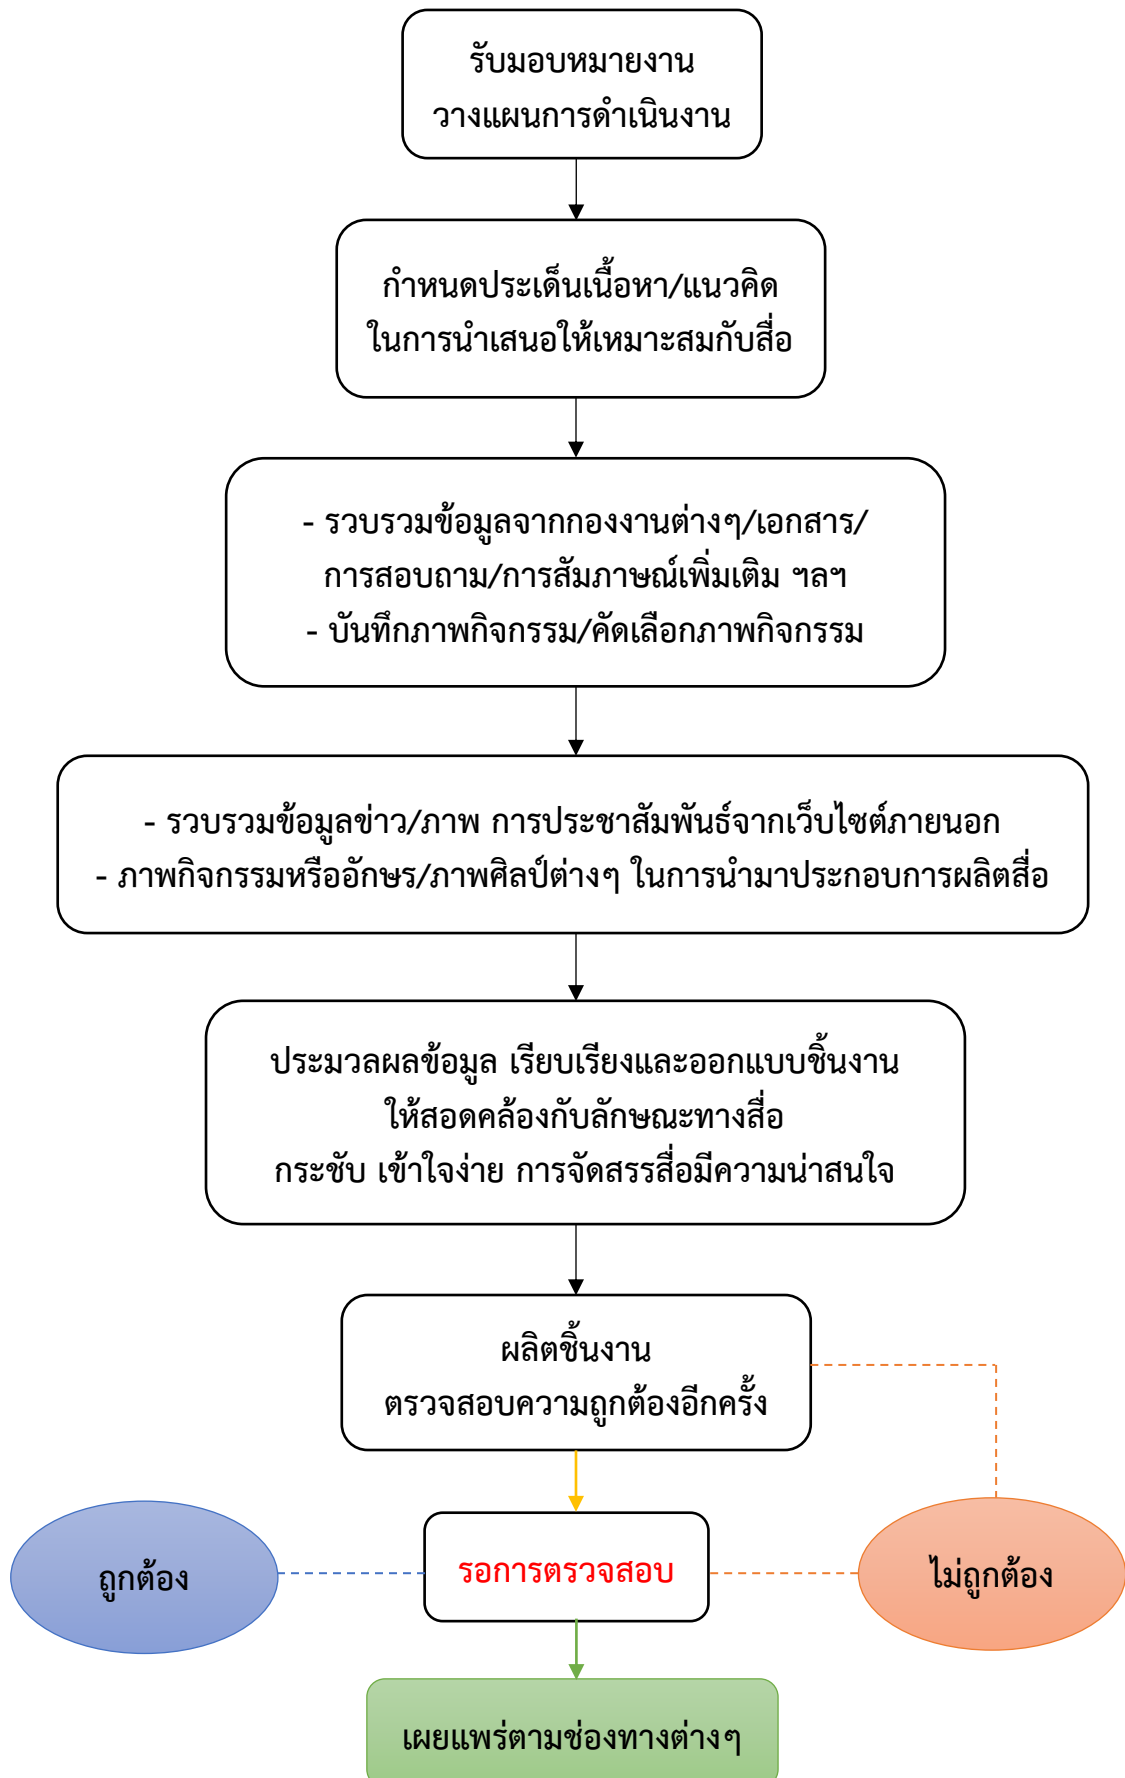 รับมอบหมายงาน
วางแผนการดำเนินงาน
กำหนดประเด็นเนื้อหา/แนวคิด
ในการนำเสนอให้เหมาะสมกับสื่อ
- รวบรวมข้อมูลจากกองงานต่างๆ/เอกสาร/
การสอบถาม/การสัมภาษณ์เพิ่มเติม ฯลฯ
- บันทึกภาพกิจกรรม/คัดเลือกภาพกิจกรรม
- รวบรวมข้อมูลข่าว/ภาพ การประชาสัมพันธ์จากเว็บไซต์ภายนอก
- ภาพกิจกรรมหรืออักษร/ภาพศิลป์ต่างๆ ในการนำมาประกอบการผลิตสื่อ
ประมวลผลข้อมูล เรียบเรียงและออกแบบชิ้นงาน
ให้สอดคล้องกับลักษณะทางสื่อ
กระชับ เข้าใจง่าย การจัดสรรสื่อมีความน่าสนใจ
ผลิตชิ้นงาน
ตรวจสอบความถูกต้องอีกครั้ง
ถูกต้อง
รอการตรวจสอบ
ไม่ถูกต้อง
เผยแพร่ตามช่องทางต่างๆ